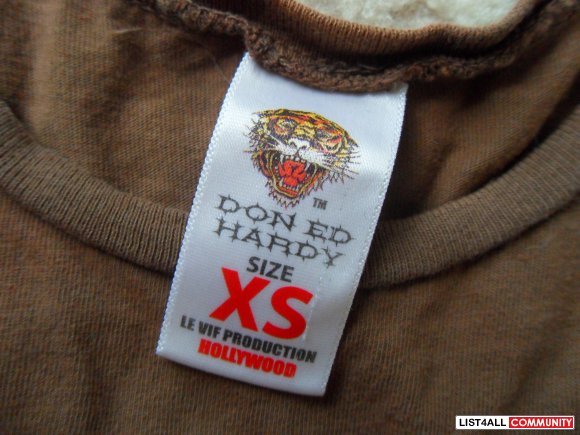 TM
DON ED
HARDY
SIZE
XS
LE VIF PRODUCTION
HOLLYWOOD
LIST4ALL COMMUNITY